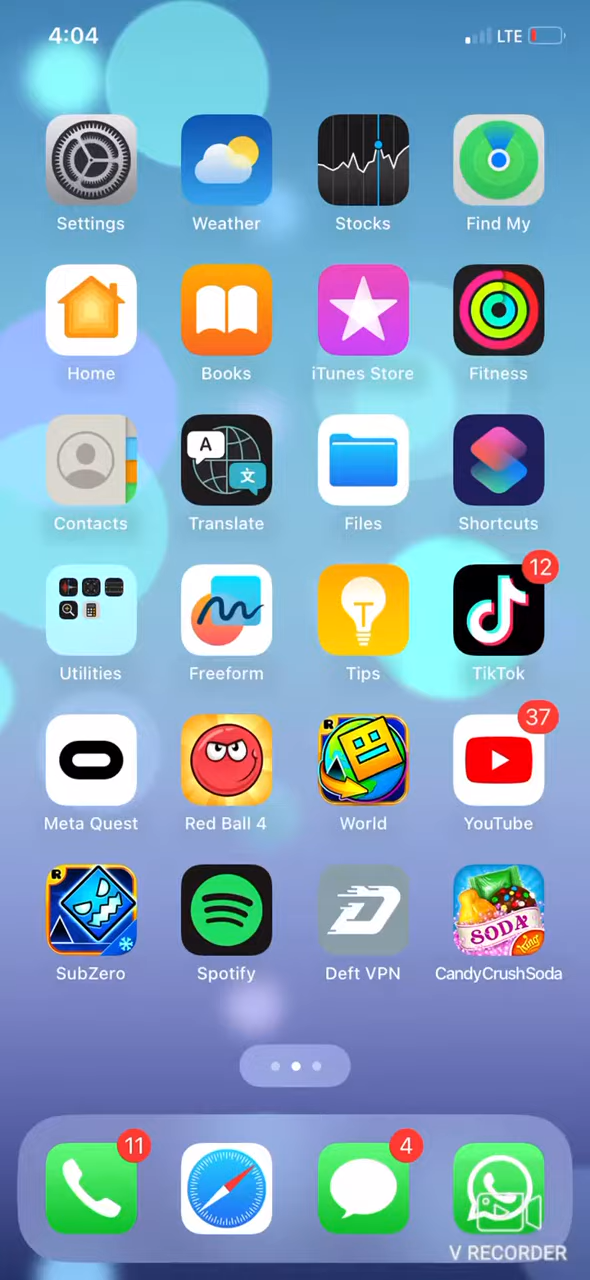 4:04 LTE
Settings Weather Stocks Find My
Home Books iTunes Store Fitness
Contacts A 文 Translate Files Shortcuts
12
Utilities Freeform T Tips TikTok
37
Meta Quest Red Ball 4 R World YouTube
R SODA King
SubZero Spotify D Deft VPN CandyCrushSoda
11 4
V RECORDER